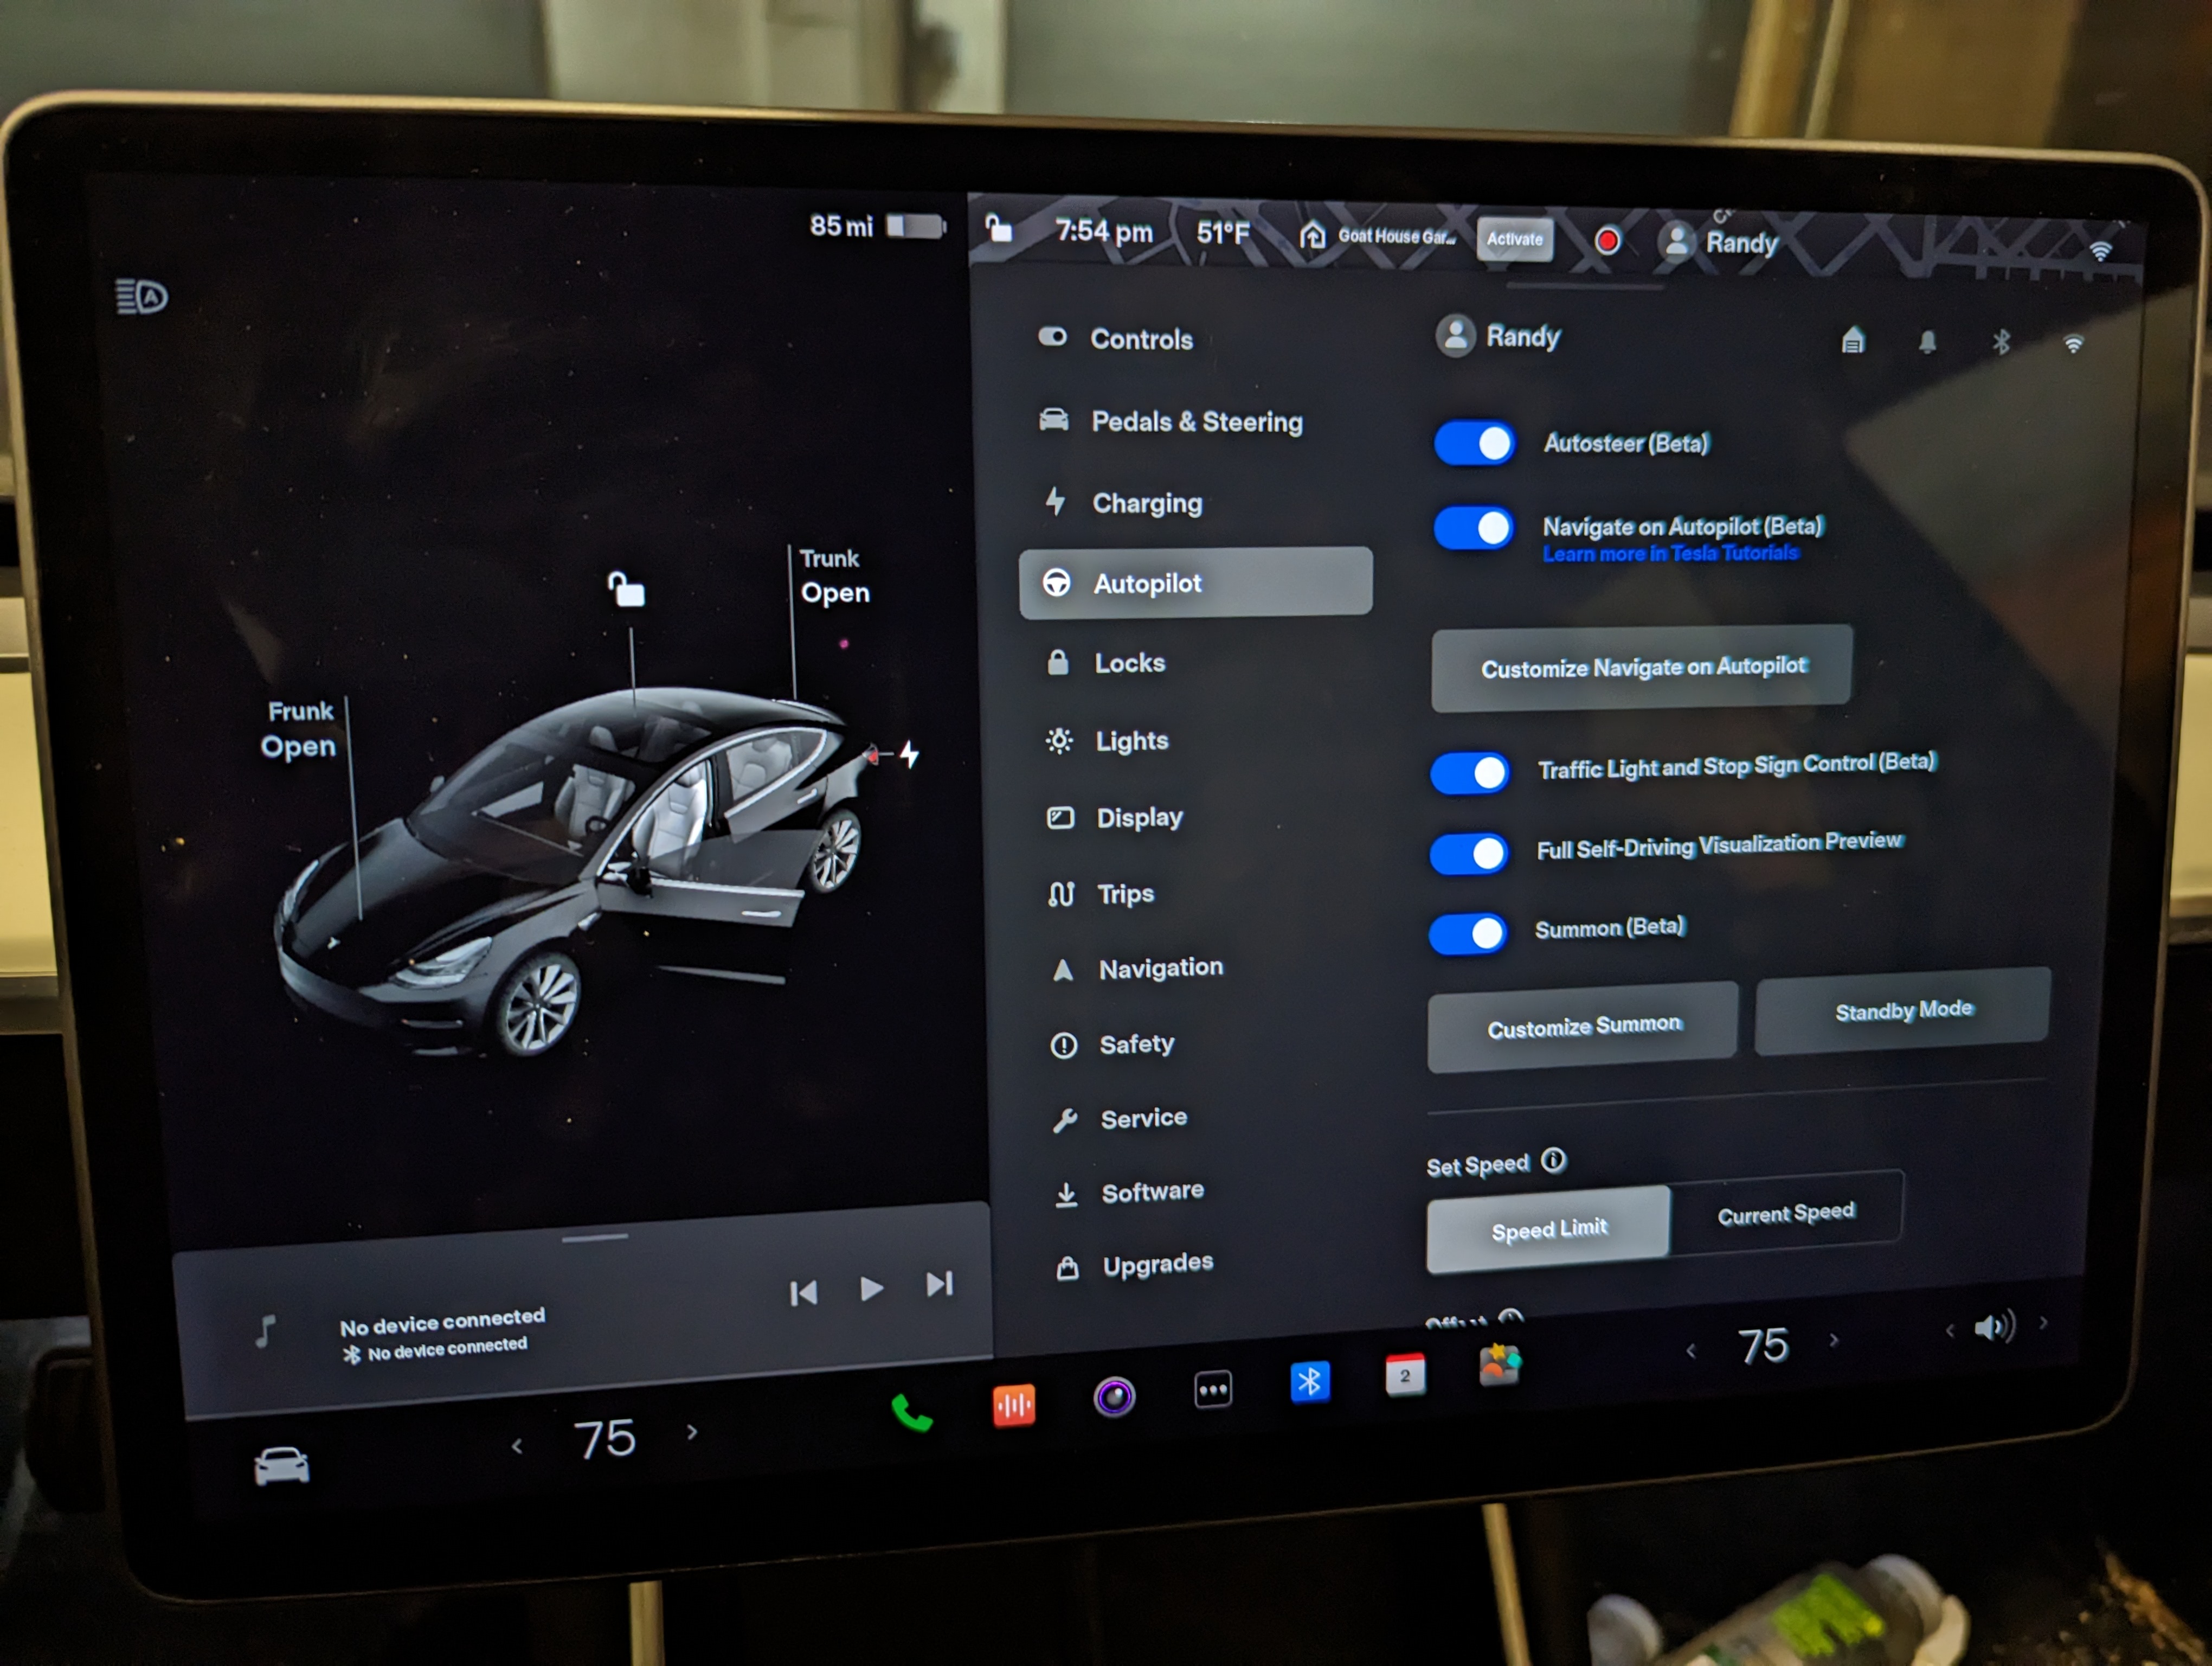 85 mi
7:54 pm
51°F
Goat House Gar...
Activate
Randy
Trunk
Open
Frunk
Open
No device connected
No device connected
Controls
Pedals & Steering
Charging
Autopilot
Locks
Lights
Display
Trips
Navigation
Safety
Service
Software
Upgrades
Randy
Autosteer (Beta)
Navigate on Autopilot (Beta)
Learn more in Tesla Tutorials
Customize Navigate on Autopilot
Traffic Light and Stop Sign Control (Beta)
Full Self-Driving Visualization Preview
Summon (Beta)
Customize Summon
Standby Mode
Set Speed
Speed Limit
Current Speed
75
2
75